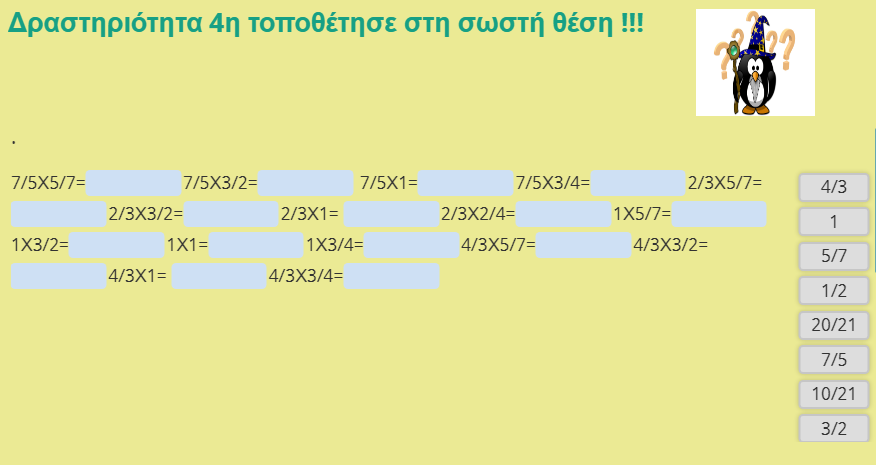 Δραστηριότητα 4η τοποθέτησε στη σωστή θέση !!!
.
7/5X5/7= 7/5X3/2= 7/5X1= 7/5X3/4= 2/3X5/7=
2/3X3/2= 2/3X1= 2/3X2/4= 1X5/7=
1X3/2= 1X1= 1X3/4= 4/3X5/7= 4/3X3/2=
4/3X1= 4/3X3/4=
4/3
1
5/7
1/2
20/21
7/5
10/21
3/2